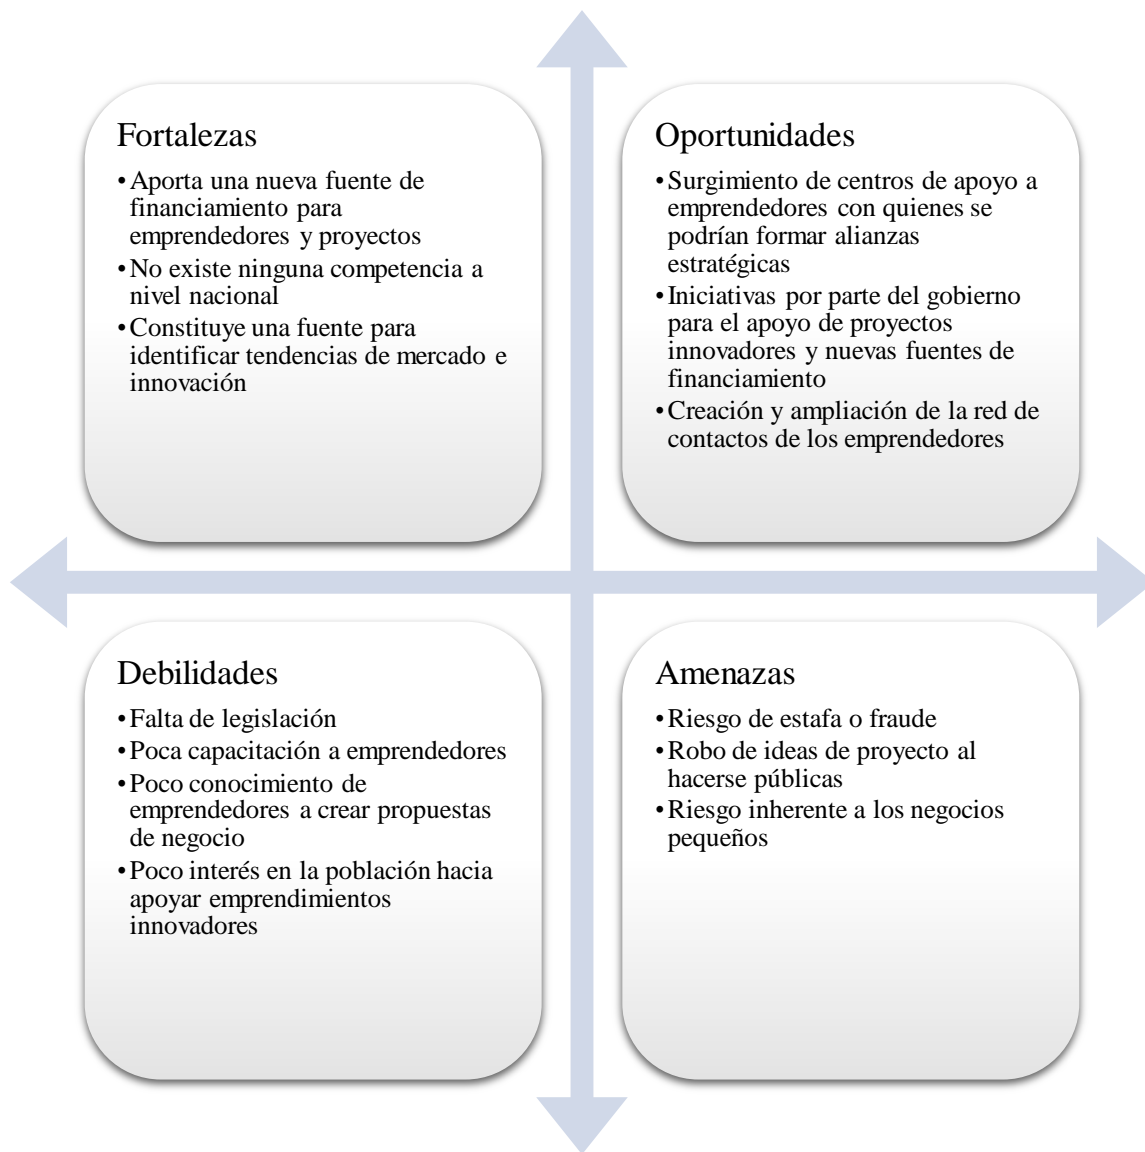 Fortalezas
•Aporta una nueva fuente de
financiamiento para
emprendedores y proyectos
•No existe ninguna competencia a
nivel nacional
•Constituye una fuente para
identificar tendencias de mercado e
innovación
Oportunidades
•Surgimiento de centros de apoyo a
emprendedores con quienes se
podrían formar alianzas
estratégicas
•Iniciativas por parte del gobierno
para el apoyo de proyectos
innovadores y nuevas fuentes de
financiamiento
•Creación y ampliación de la red de
contactos de los emprendedores
Debilidades
•Falta de legislación
•Poca capacitación a emprendedores
•Poco conocimiento de
emprendedores a crear propuestas
de negocio
•Poco interés en la población hacia
apoyar emprendimientos
innovadores
Amenazas
•Riesgo de estafa o fraude
•Robo de ideas de proyecto al
hacerse públicas
•Riesgo inherente a los negocios
pequeños